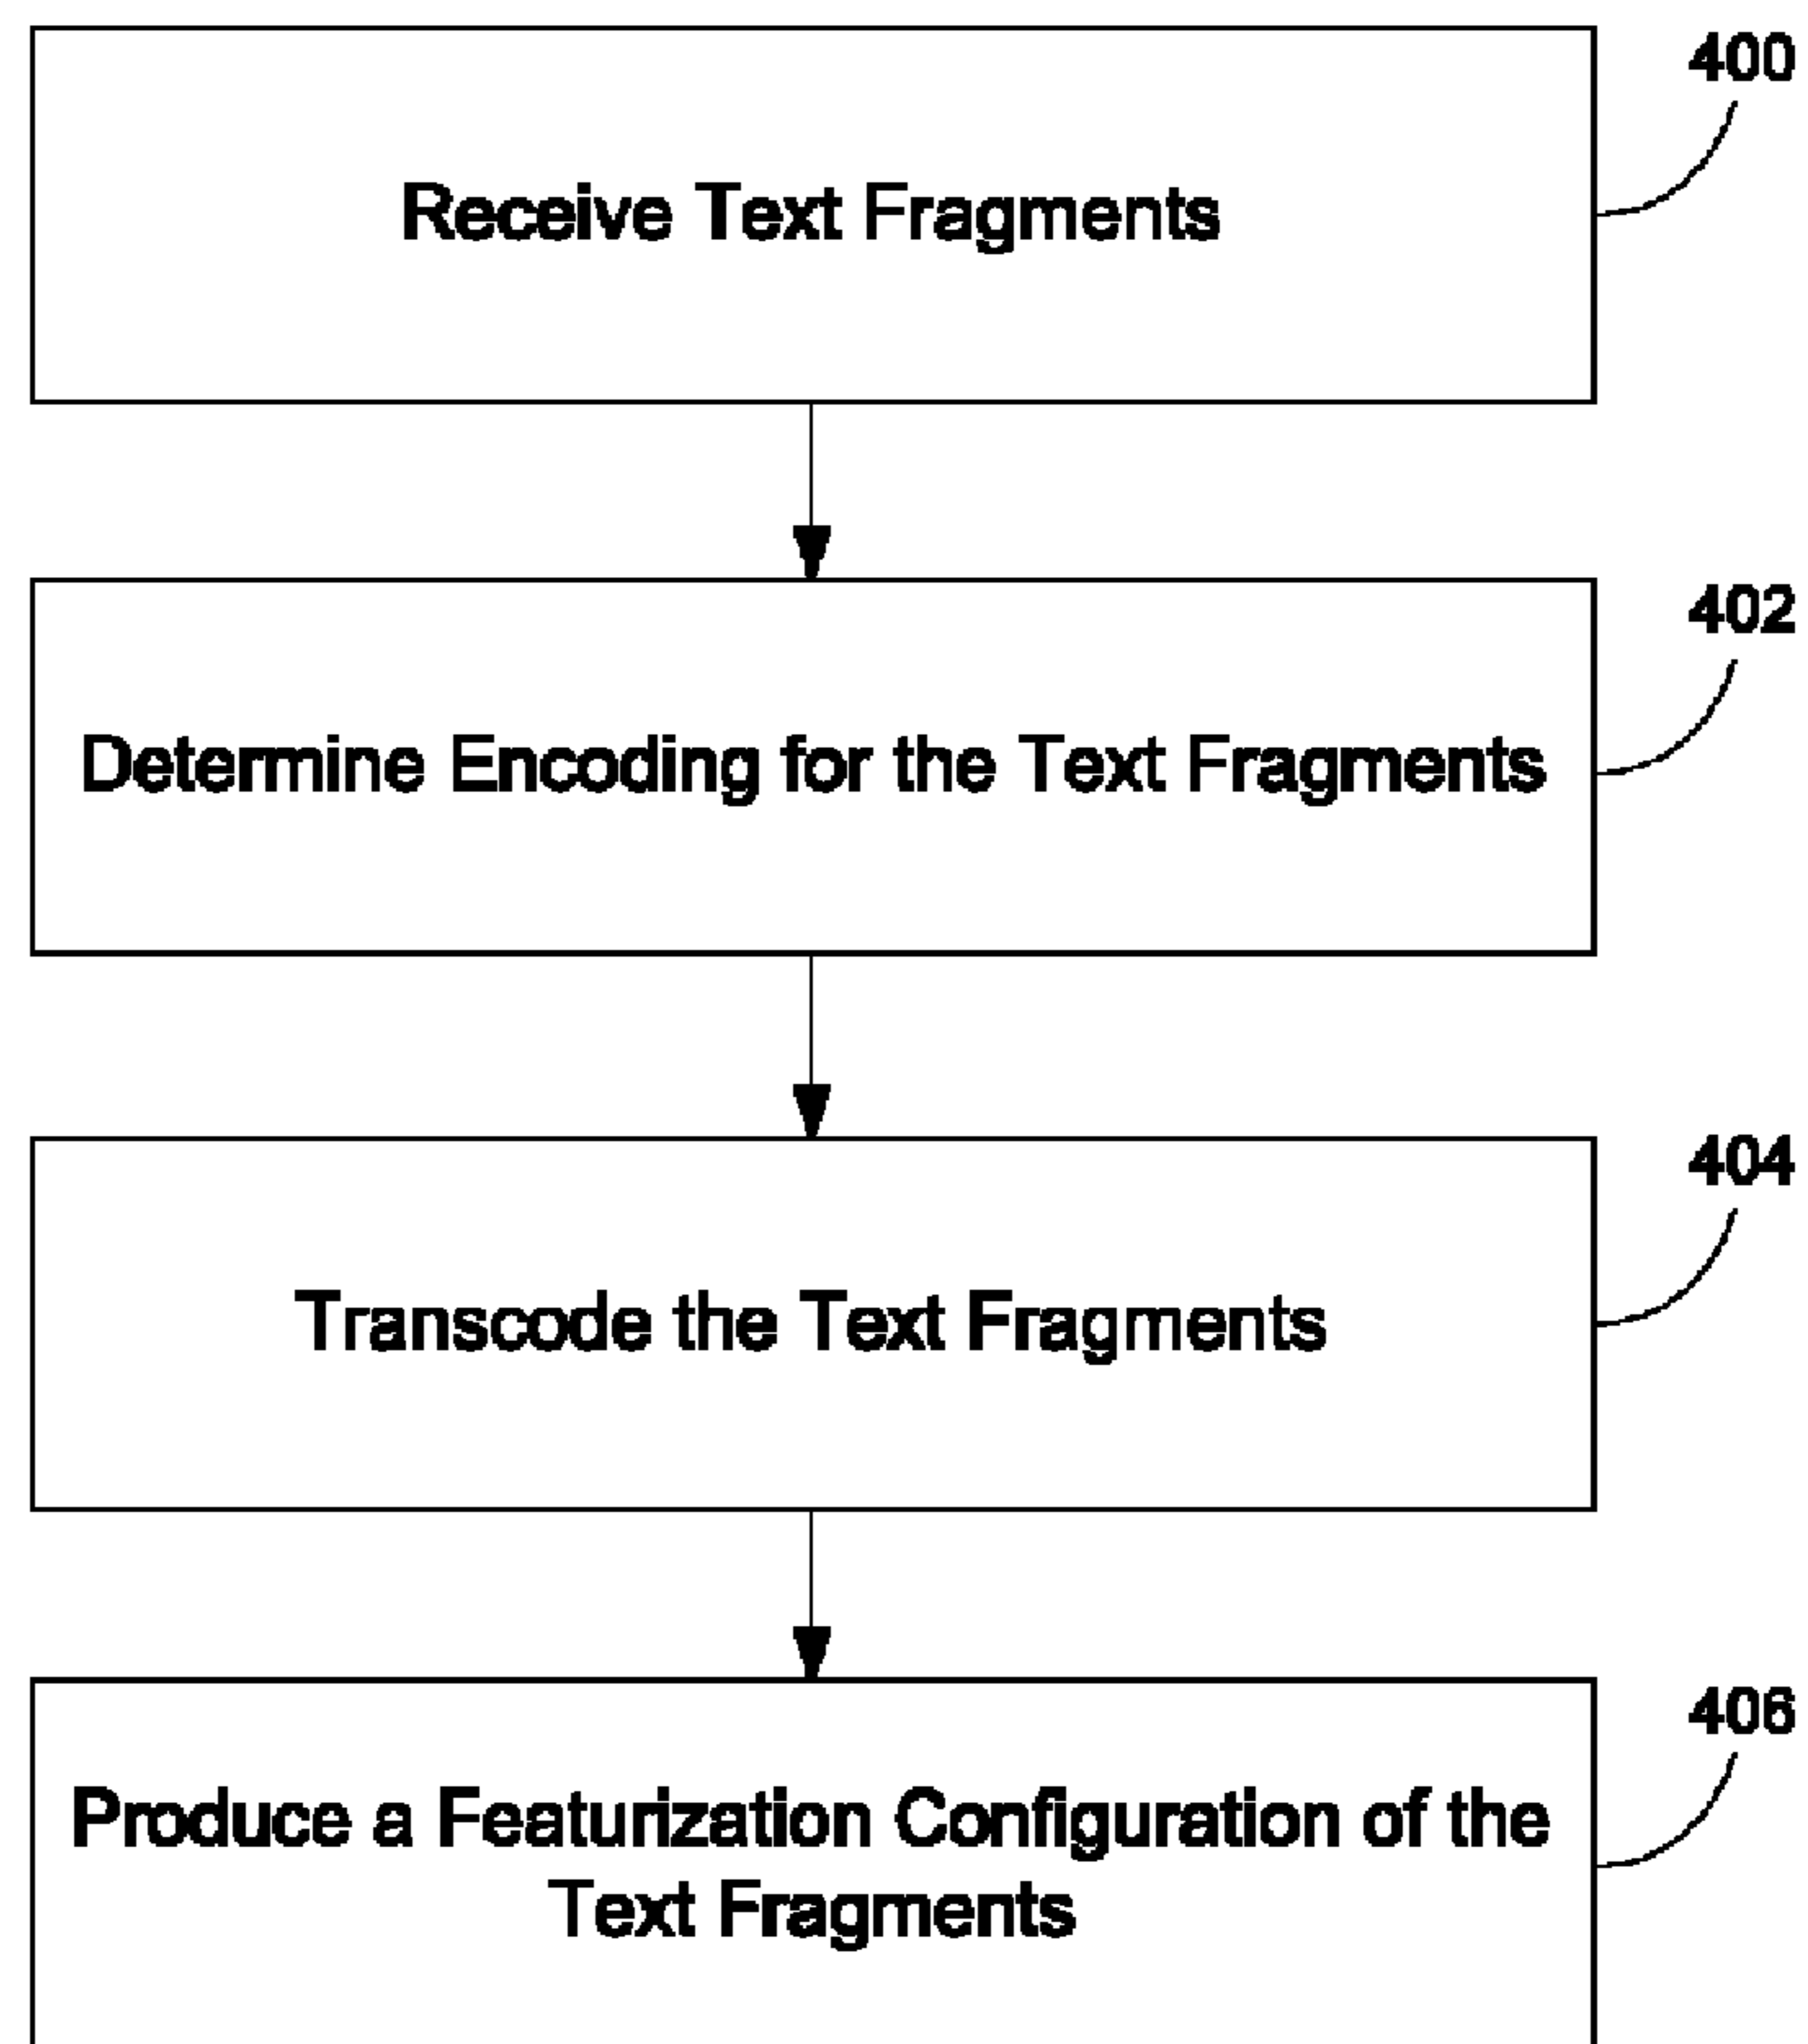 400
Receive Text Fragments
402
Determine Encoding for the Text Fragments
404
Transcode the Text Fragments
406
Produce a Featurization Configuration of the
Text Fragments